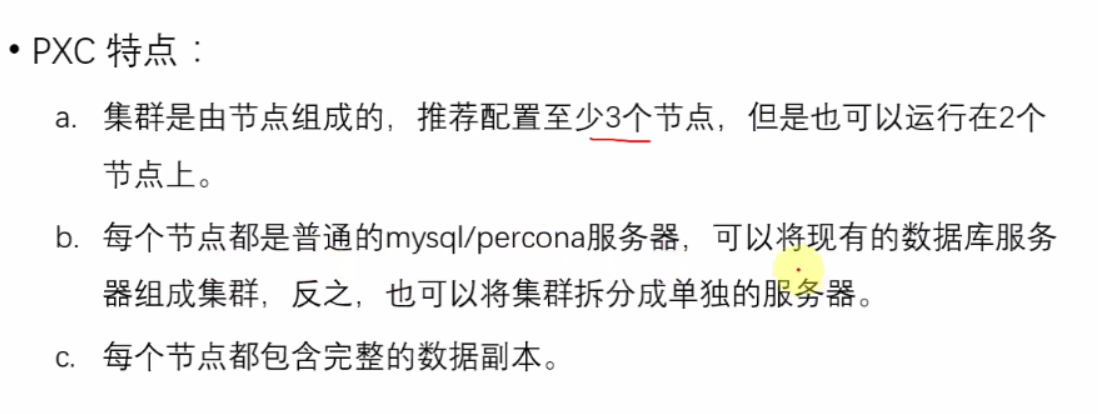 • PXC 特点：
a. 集群是由节点组成的，推荐配置至少3个节点，但是也可以运行在2个
节点上。
b. 每个节点都是普通的mysql/percona服务器，可以将现有的数据库服务
器组成集群，反之，也可以将集群拆分成单独的服务器。
c. 每个节点都包含完整的数据副本。